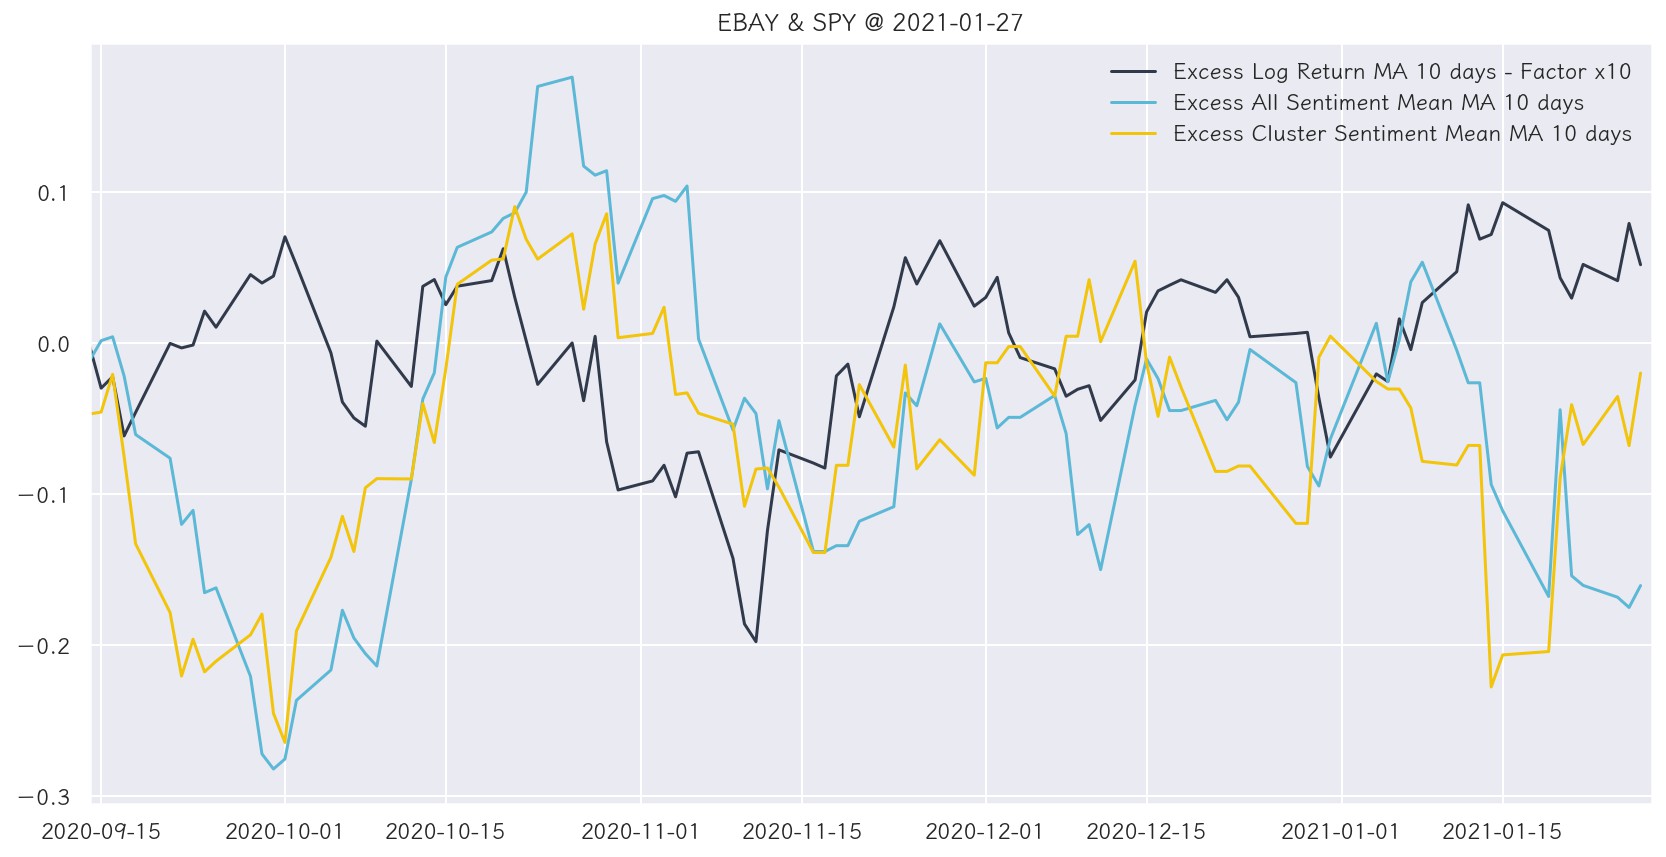 EBAY & SPY @ 2021-01-27
Excess Log Return MA 10 days - Factor x10
Excess All Sentiment Mean MA 10 days
Excess Cluster Sentiment Mean MA 10 days
0.1
0.0
−0.1
−0.2
−0.3
2020-09-15 2020-10-01 2020-10-15 2020-11-01 2020-11-15 2020-12-01 2020-12-15 2021-01-01 2021-01-15